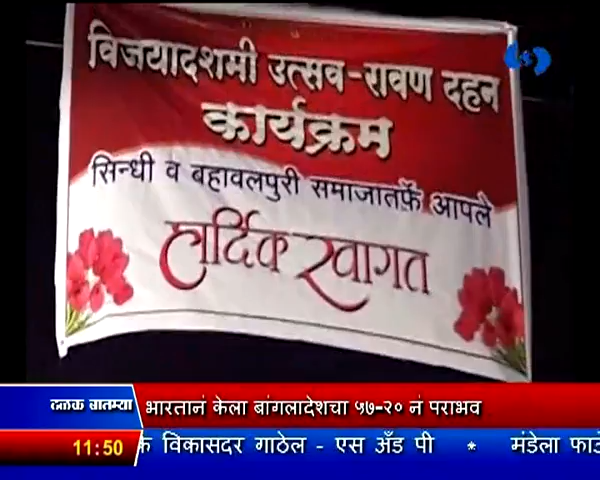 विजयादशमी उत्सव-रावण दहन
कार्यक्रम
सिन्धी व बहावलपुरी समाजातर्फे आपले
हार्दिक स्वागत
ठळक बातम्या
भारतानं केला बांगलादेशचा ५७-२० नं पराभव
11:50
के विकासदर गाठेल - एस अँड पी * मंडेला फाउं